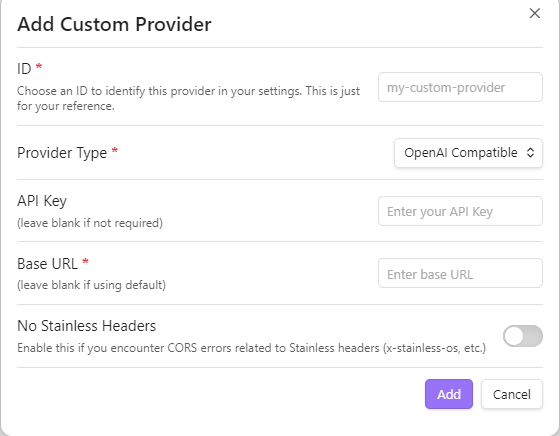 Add Custom Provider
ID *
Choose an ID to identify this provider in your settings. This is just
for your reference.
my-custom-provider
Provider Type *
OpenAI Compatible
API Key
(leave blank if not required)
Enter your API Key
Base URL *
(leave blank if using default)
Enter base URL
No Stainless Headers
Enable this if you encounter CORS errors related to Stainless headers (x-stainless-os, etc.)
Add
Cancel